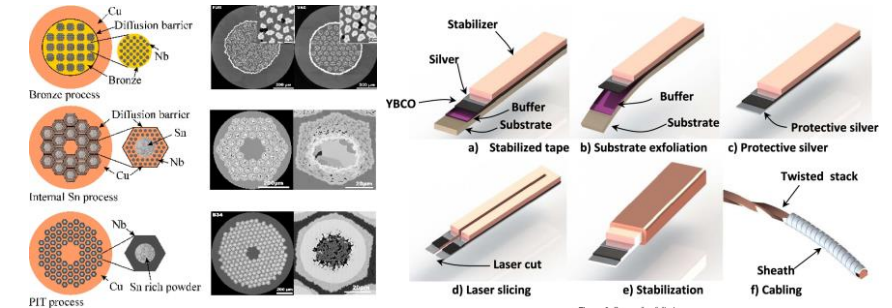 Cu
Diffusion barrier
Nb
Bronze
Bronze process
Diffusion barrier
Sn
Nb
Cu
Internal Sn process
Nb
Cu
Sn rich powder
PIT process
Stabilizer
Silver
YBCO
Buffer
Substrate
a) Stabilized tape
Buffer
Substrate
b) Substrate exfoliation
Protective silver
c) Protective silver
Laser cut
d) Laser slicing
e) Stabilization
Twisted stack
Sheath
f) Cabling